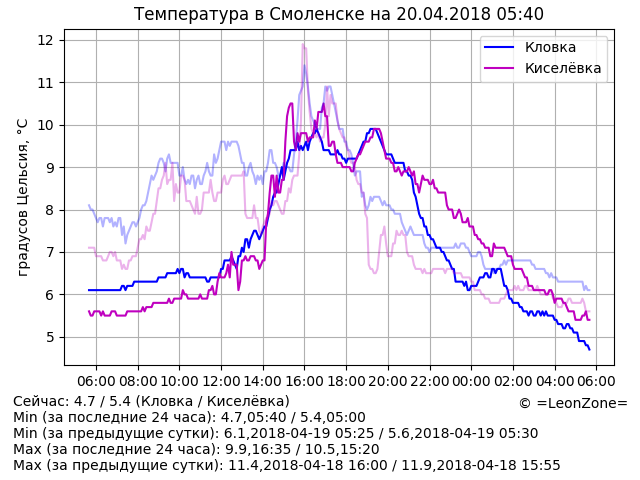 Температура в Смоленске на 20.04.2018 05:40
Кловка
Киселёвка
градусов Цельсия, °C
12
11
10
9
8
7
6
5
06:00 08:00 10:00 12:00 14:00 16:00 18:00 20:00 22:00 00:00 02:00 04:00 06:00
Сейчас: 4.7 / 5.4 (Кловка / Киселёвка)
© =LeonZone=
Min (за последние 24 часа): 4.7,05:40 / 5.4,05:00
Min (за предыдущие сутки): 6.1,2018-04-19 05:25 / 5.6,2018-04-19 05:30
Max (за последние 24 часа): 9.9,16:35 / 10.5,15:20
Max (за предыдущие сутки): 11.4,2018-04-18 16:00 / 11.9,2018-04-18 15:55